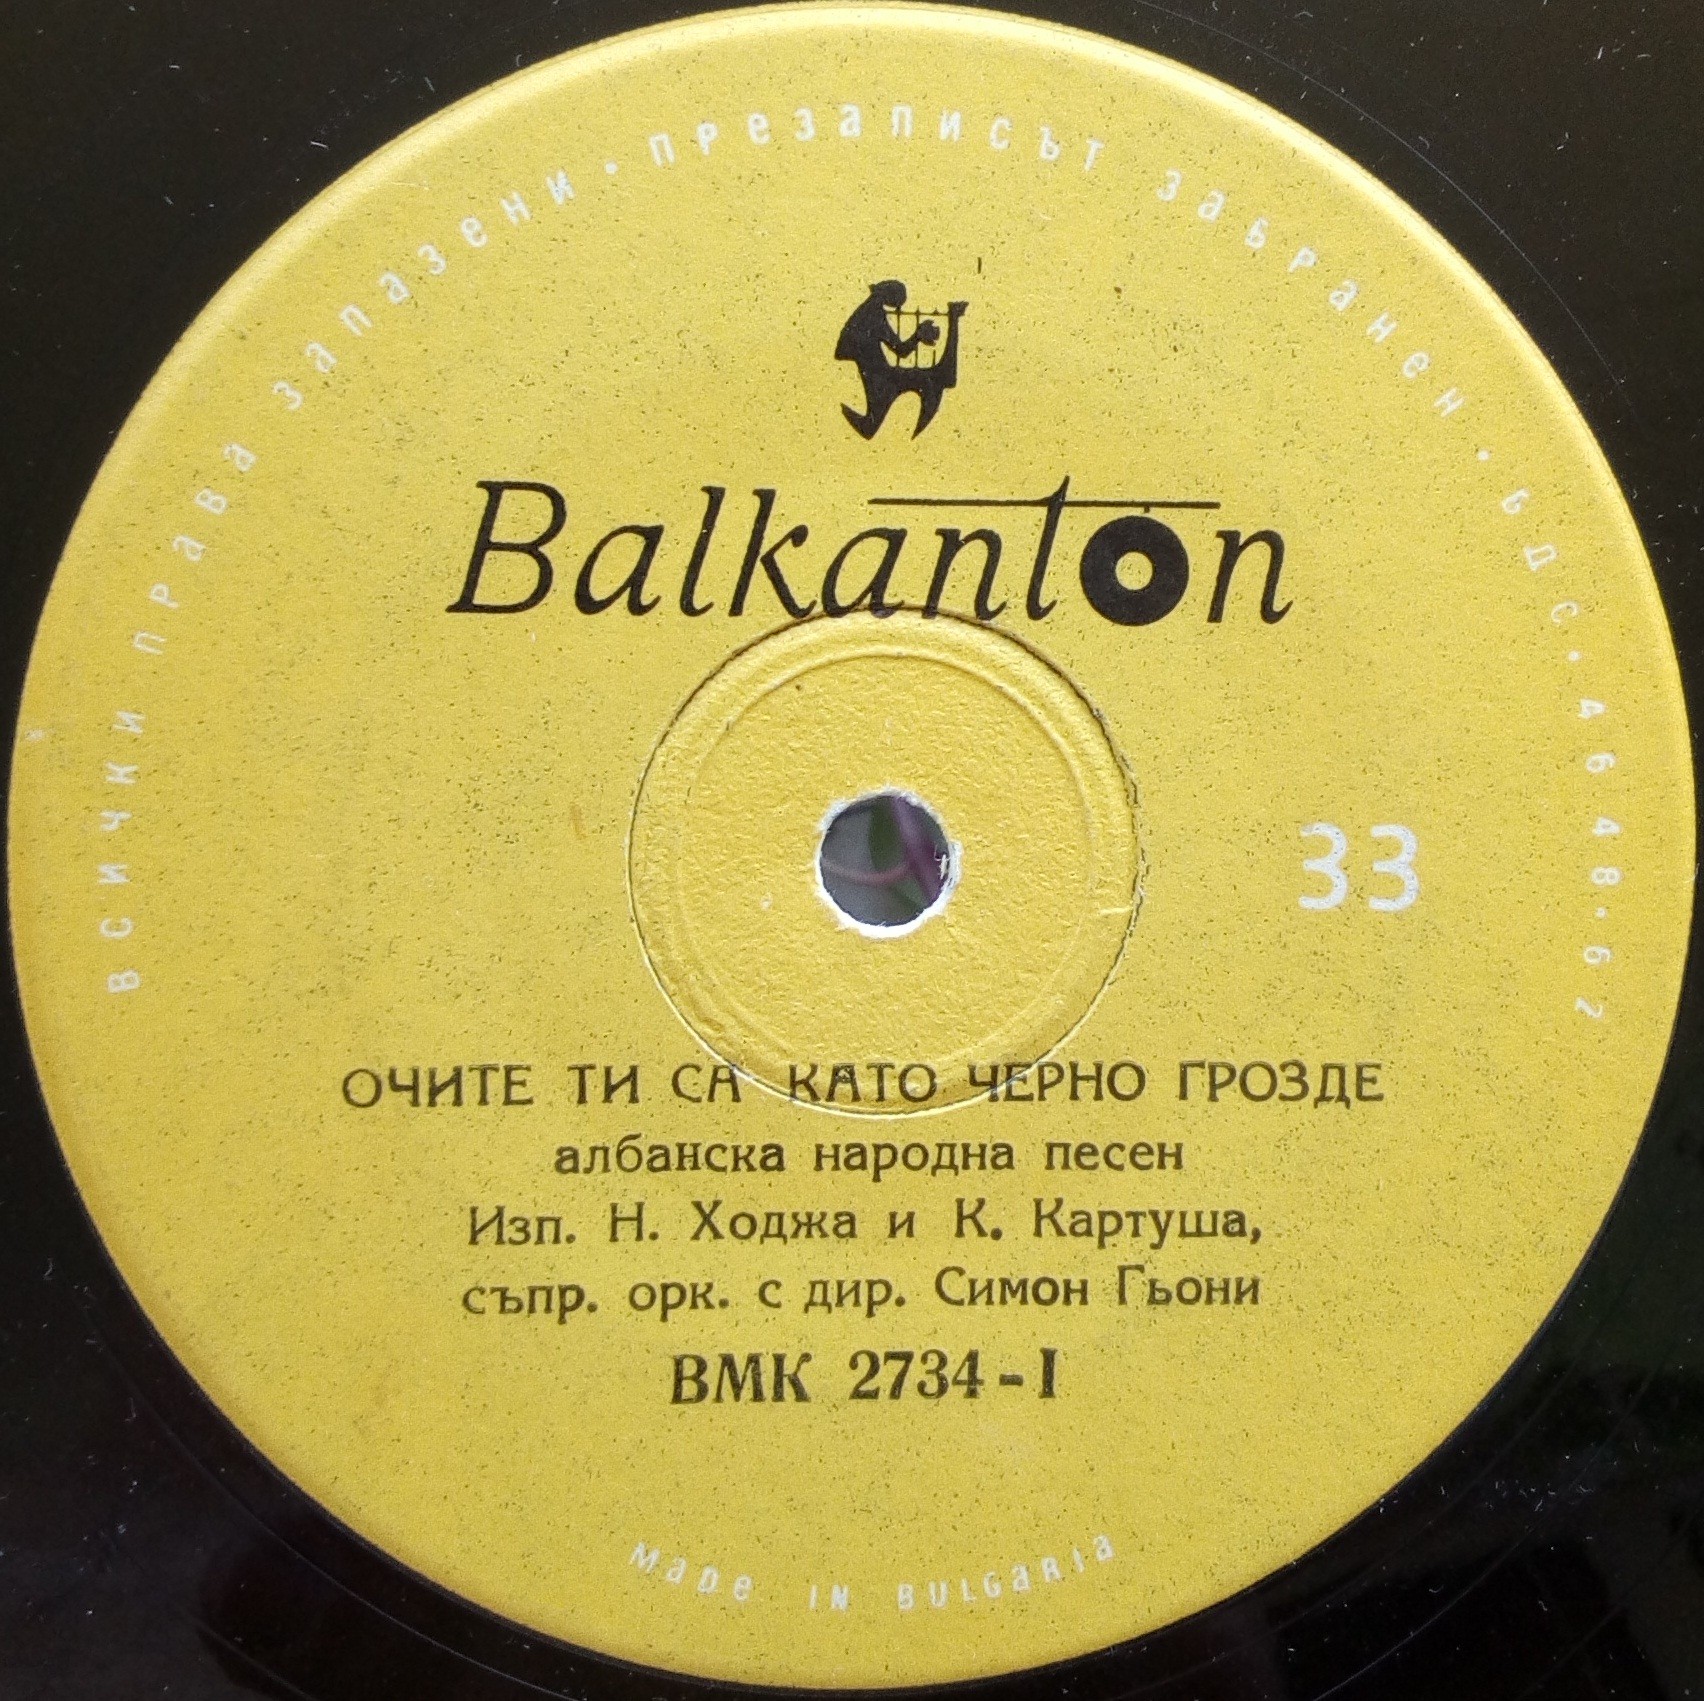 ВСИЧКИ ПРАВА ЗАПАЗЕНИ · ПРЕЗАПИСЪТ ЗАБРАНЕН · БДС · 4648·62
Balkanton
33
ОЧИТЕ ТИ СА КАТО ЧЕРНО ГРОЗДЕ
албанска народна песен
Изп. Н. Ходжа и К. Картуша,
съпр. орк. с дир. Симон Гьони
ВМК 2734-I
MADE IN BULGARIA